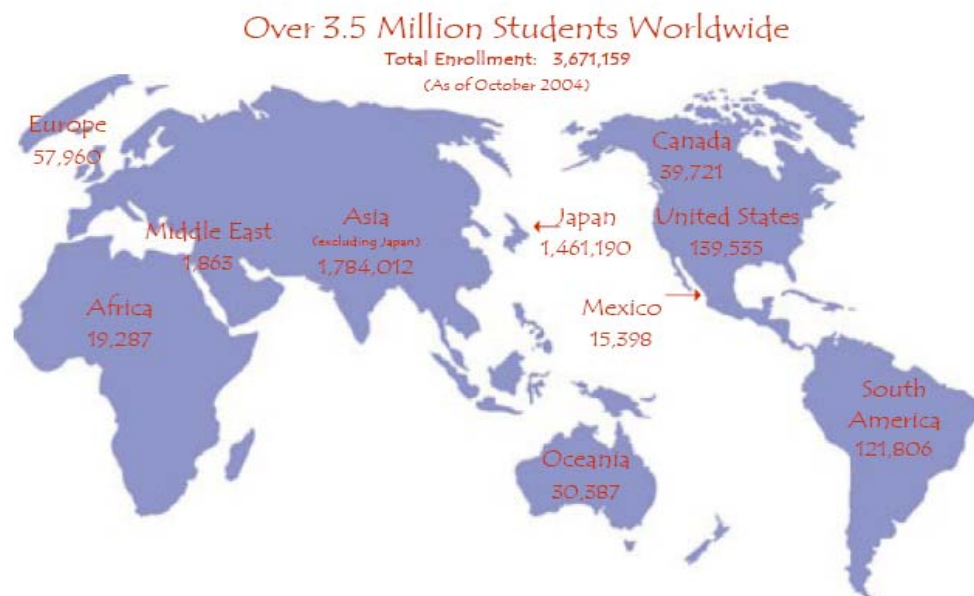 Over 3.5 Million Students Worldwide
Total Enrollment: 3,671,159
(As of October 2004)
Europe
57,960
Canada
39,721
Middle East
1,863
Asia
(excluding Japan)
1,784,012
Japan
1,461,190
United States
139,535
Africa
19,287
Mexico
15,398
South
America
121,806
Oceania
30,387